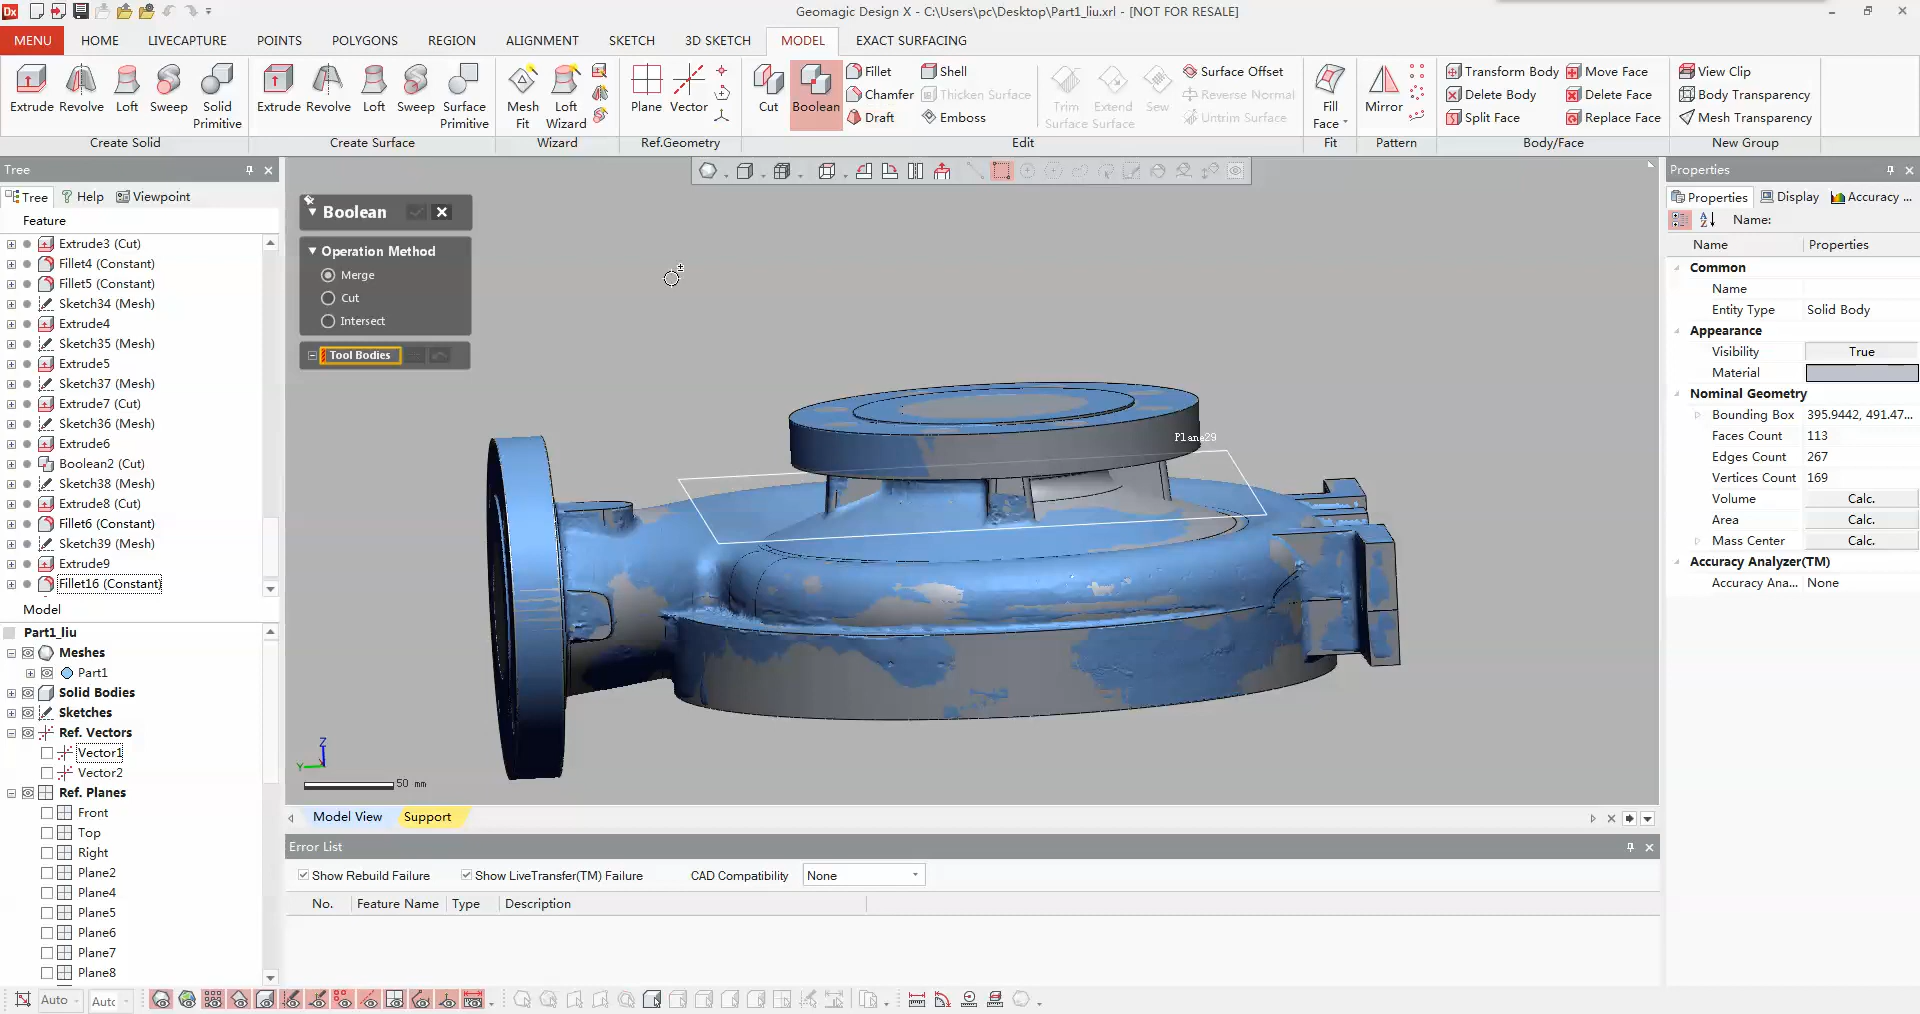 Dx
Geomagic Design X - C:\Users\pc\Desktop\Part1_liu.xrl - [NOT FOR RESALE]
MENU HOME LIVECAPTURE POINTS POLYGONS REGION ALIGNMENT SKETCH 3D SKETCH MODEL EXACT SURFACING
Extrude Revolve Loft Sweep Solid Primitive
Create Solid
Extrude Revolve Loft Sweep Surface Primitive
Create Surface
Mesh Fit Loft Wizard
Wizard
Plane Vector
Ref.Geometry
Cut Boolean
Fillet Shell
Chamfer Thicken Surface
Draft Emboss
Trim Surface Extend Surface Sew
Surface Offset
Reverse Normal
Untrim Surface
Edit
Fill Face
Fit
Mirror
Pattern
Transform Body Move Face
Delete Body Delete Face
Split Face Replace Face
Body/Face
View Clip
Body Transparency
Mesh Transparency
New Group
Tree
Tree Help Viewpoint
Feature
Extrude3 (Cut)
Fillet4 (Constant)
Fillet5 (Constant)
Sketch34 (Mesh)
Extrude4
Sketch35 (Mesh)
Extrude5
Sketch37 (Mesh)
Extrude7 (Cut)
Sketch36 (Mesh)
Extrude6
Boolean2 (Cut)
Sketch38 (Mesh)
Extrude8 (Cut)
Fillet6 (Constant)
Sketch39 (Mesh)
Extrude9
Fillet16 (Constant)
Model
Part1_liu
Meshes
Part1
Solid Bodies
Sketches
Ref. Vectors
Vector1
Vector2
Ref. Planes
Front
Top
Right
Plane2
Plane4
Plane5
Plane6
Plane7
Plane8
Boolean
Operation Method
Merge
Cut
Intersect
Tool Bodies
Plane29
Z
Y
50 mm
Model View Support
Error List
Show Rebuild Failure Show LiveTransfer(TM) Failure CAD Compatibility None
No. Feature Name Type Description
Properties
Properties Display Accuracy ...
Name:
Name Properties
Common
Name
Entity Type Solid Body
Appearance
Visibility True
Material
Nominal Geometry
Bounding Box 395.9442, 491.47...
Faces Count 113
Edges Count 267
Vertices Count 169
Volume Calc.
Area Calc.
Mass Center Calc.
Accuracy Analyzer(TM)
Accuracy Ana... None
Auto Autc